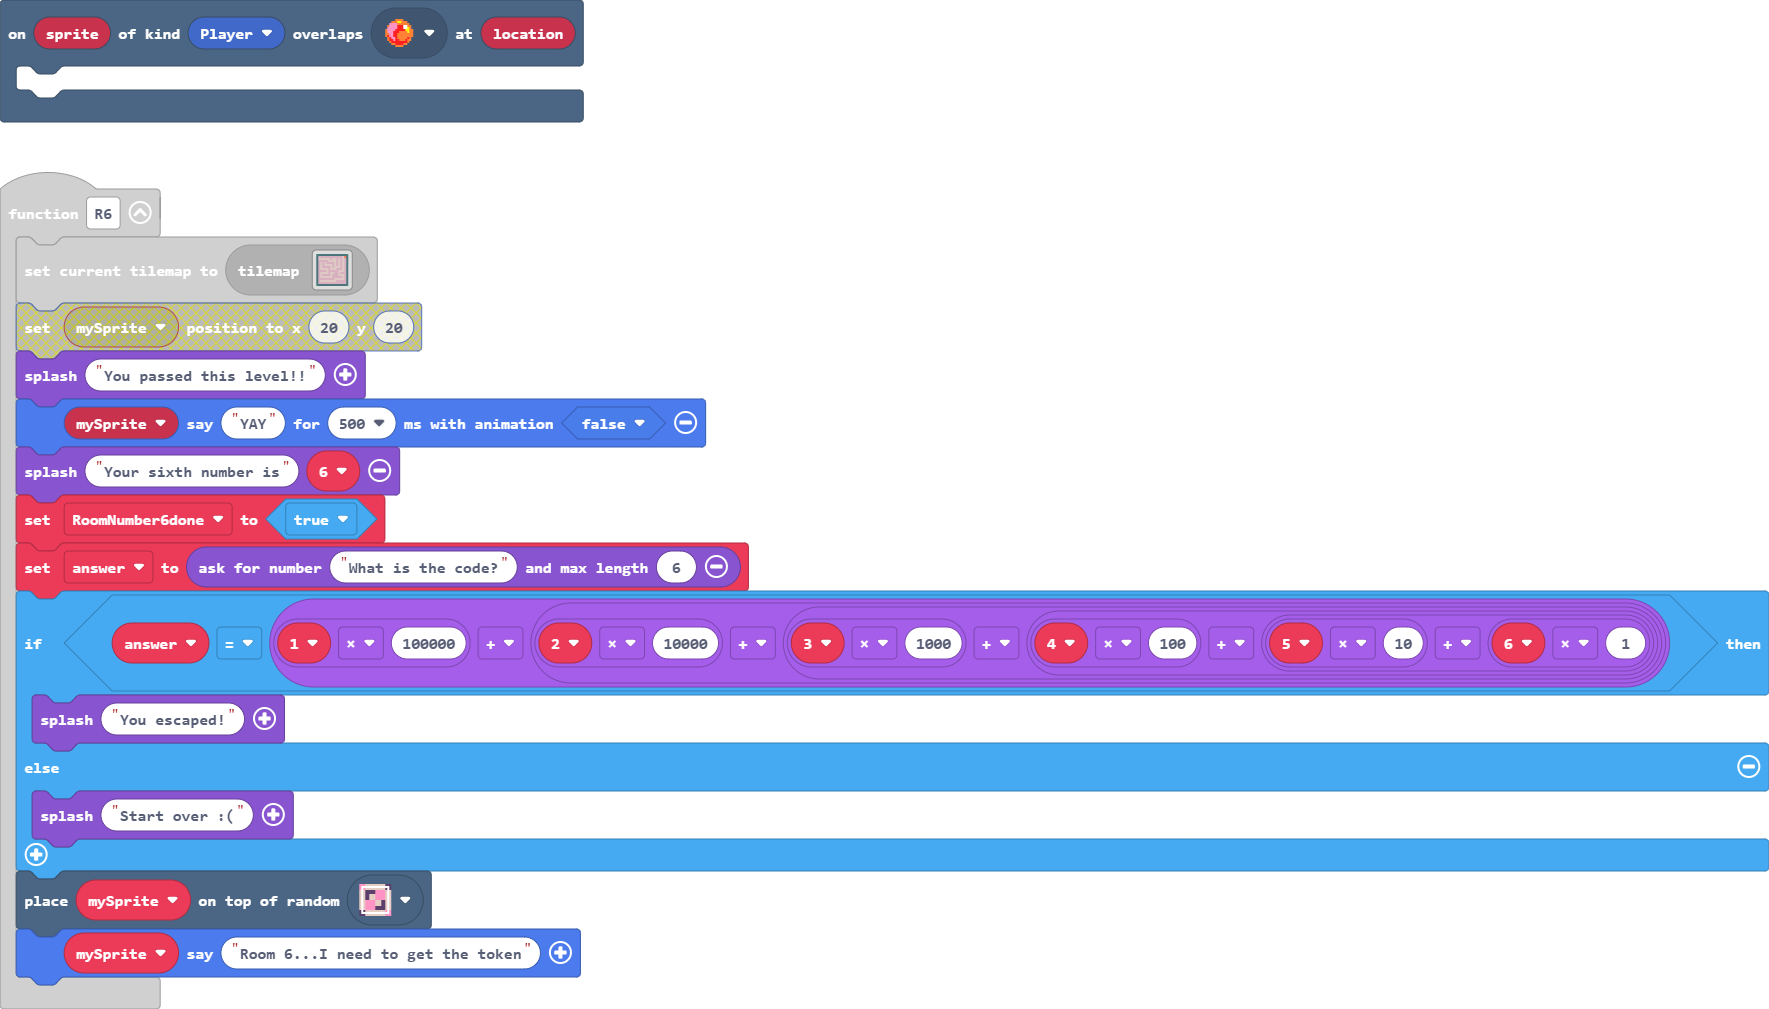 on sprite of kind Player overlaps at location
function R6
set current tilemap to tilemap
set mySprite position to x 20 y 20
splash "You passed this level!!"
mySprite say "YAY" for 500 ms with animation false
splash "Your sixth number is" 6
set RoomNumber6done to true
set answer to ask for number "What is the code?" and max length 6
if answer = 1 × 100000 + 2 × 10000 + 3 × 1000 + 4 × 100 + 5 × 10 + 6 × 1 then
splash "You escaped!"
else
splash "Start over :("
place mySprite on top of random
mySprite say "Room 6...I need to get the token"